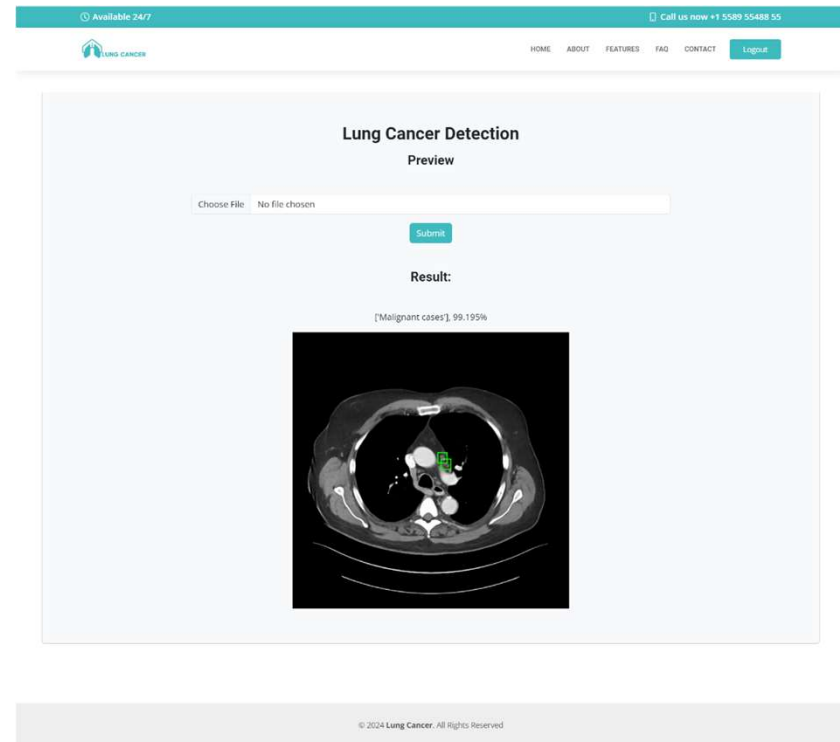 Available 24/7
Call us now +1 5589 55488 55
LUNG CANCER
HOME ABOUT FEATURES FAQ CONTACT Logout
Lung Cancer Detection
Preview
Choose File No file chosen
Submit
Result:
['Malignant cases'], 99.195%
© 2024 Lung Cancer. All Rights Reserved